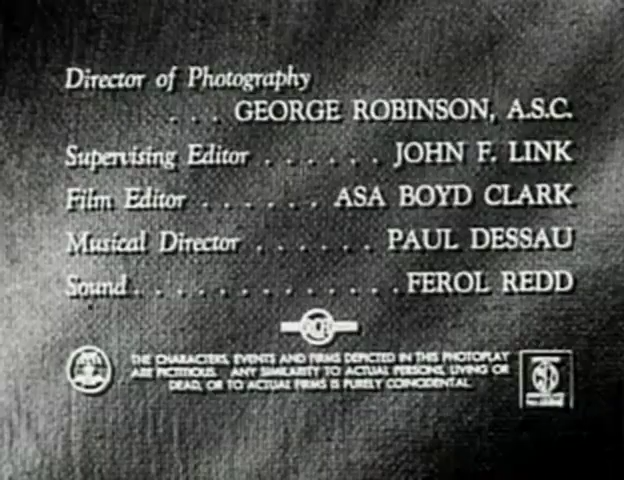 Director of Photography
. . . GEORGE ROBINSON, A.S.C.
Supervising Editor . . . . . . JOHN F. LINK
Film Editor . . . . . . ASA BOYD CLARK
Musical Director . . . . . . PAUL DESSAU
Sound . . . . . . . . . . . . . FEROL REDD
RCA
THE CHARACTERS, EVENTS AND FIRMS DEPICTED IN THIS PHOTOPLAY
ARE FICTITIOUS. ANY SIMILARITY TO ACTUAL PERSONS, LIVING OR
DEAD, OR TO ACTUAL FIRMS IS PURELY COINCIDENTAL.